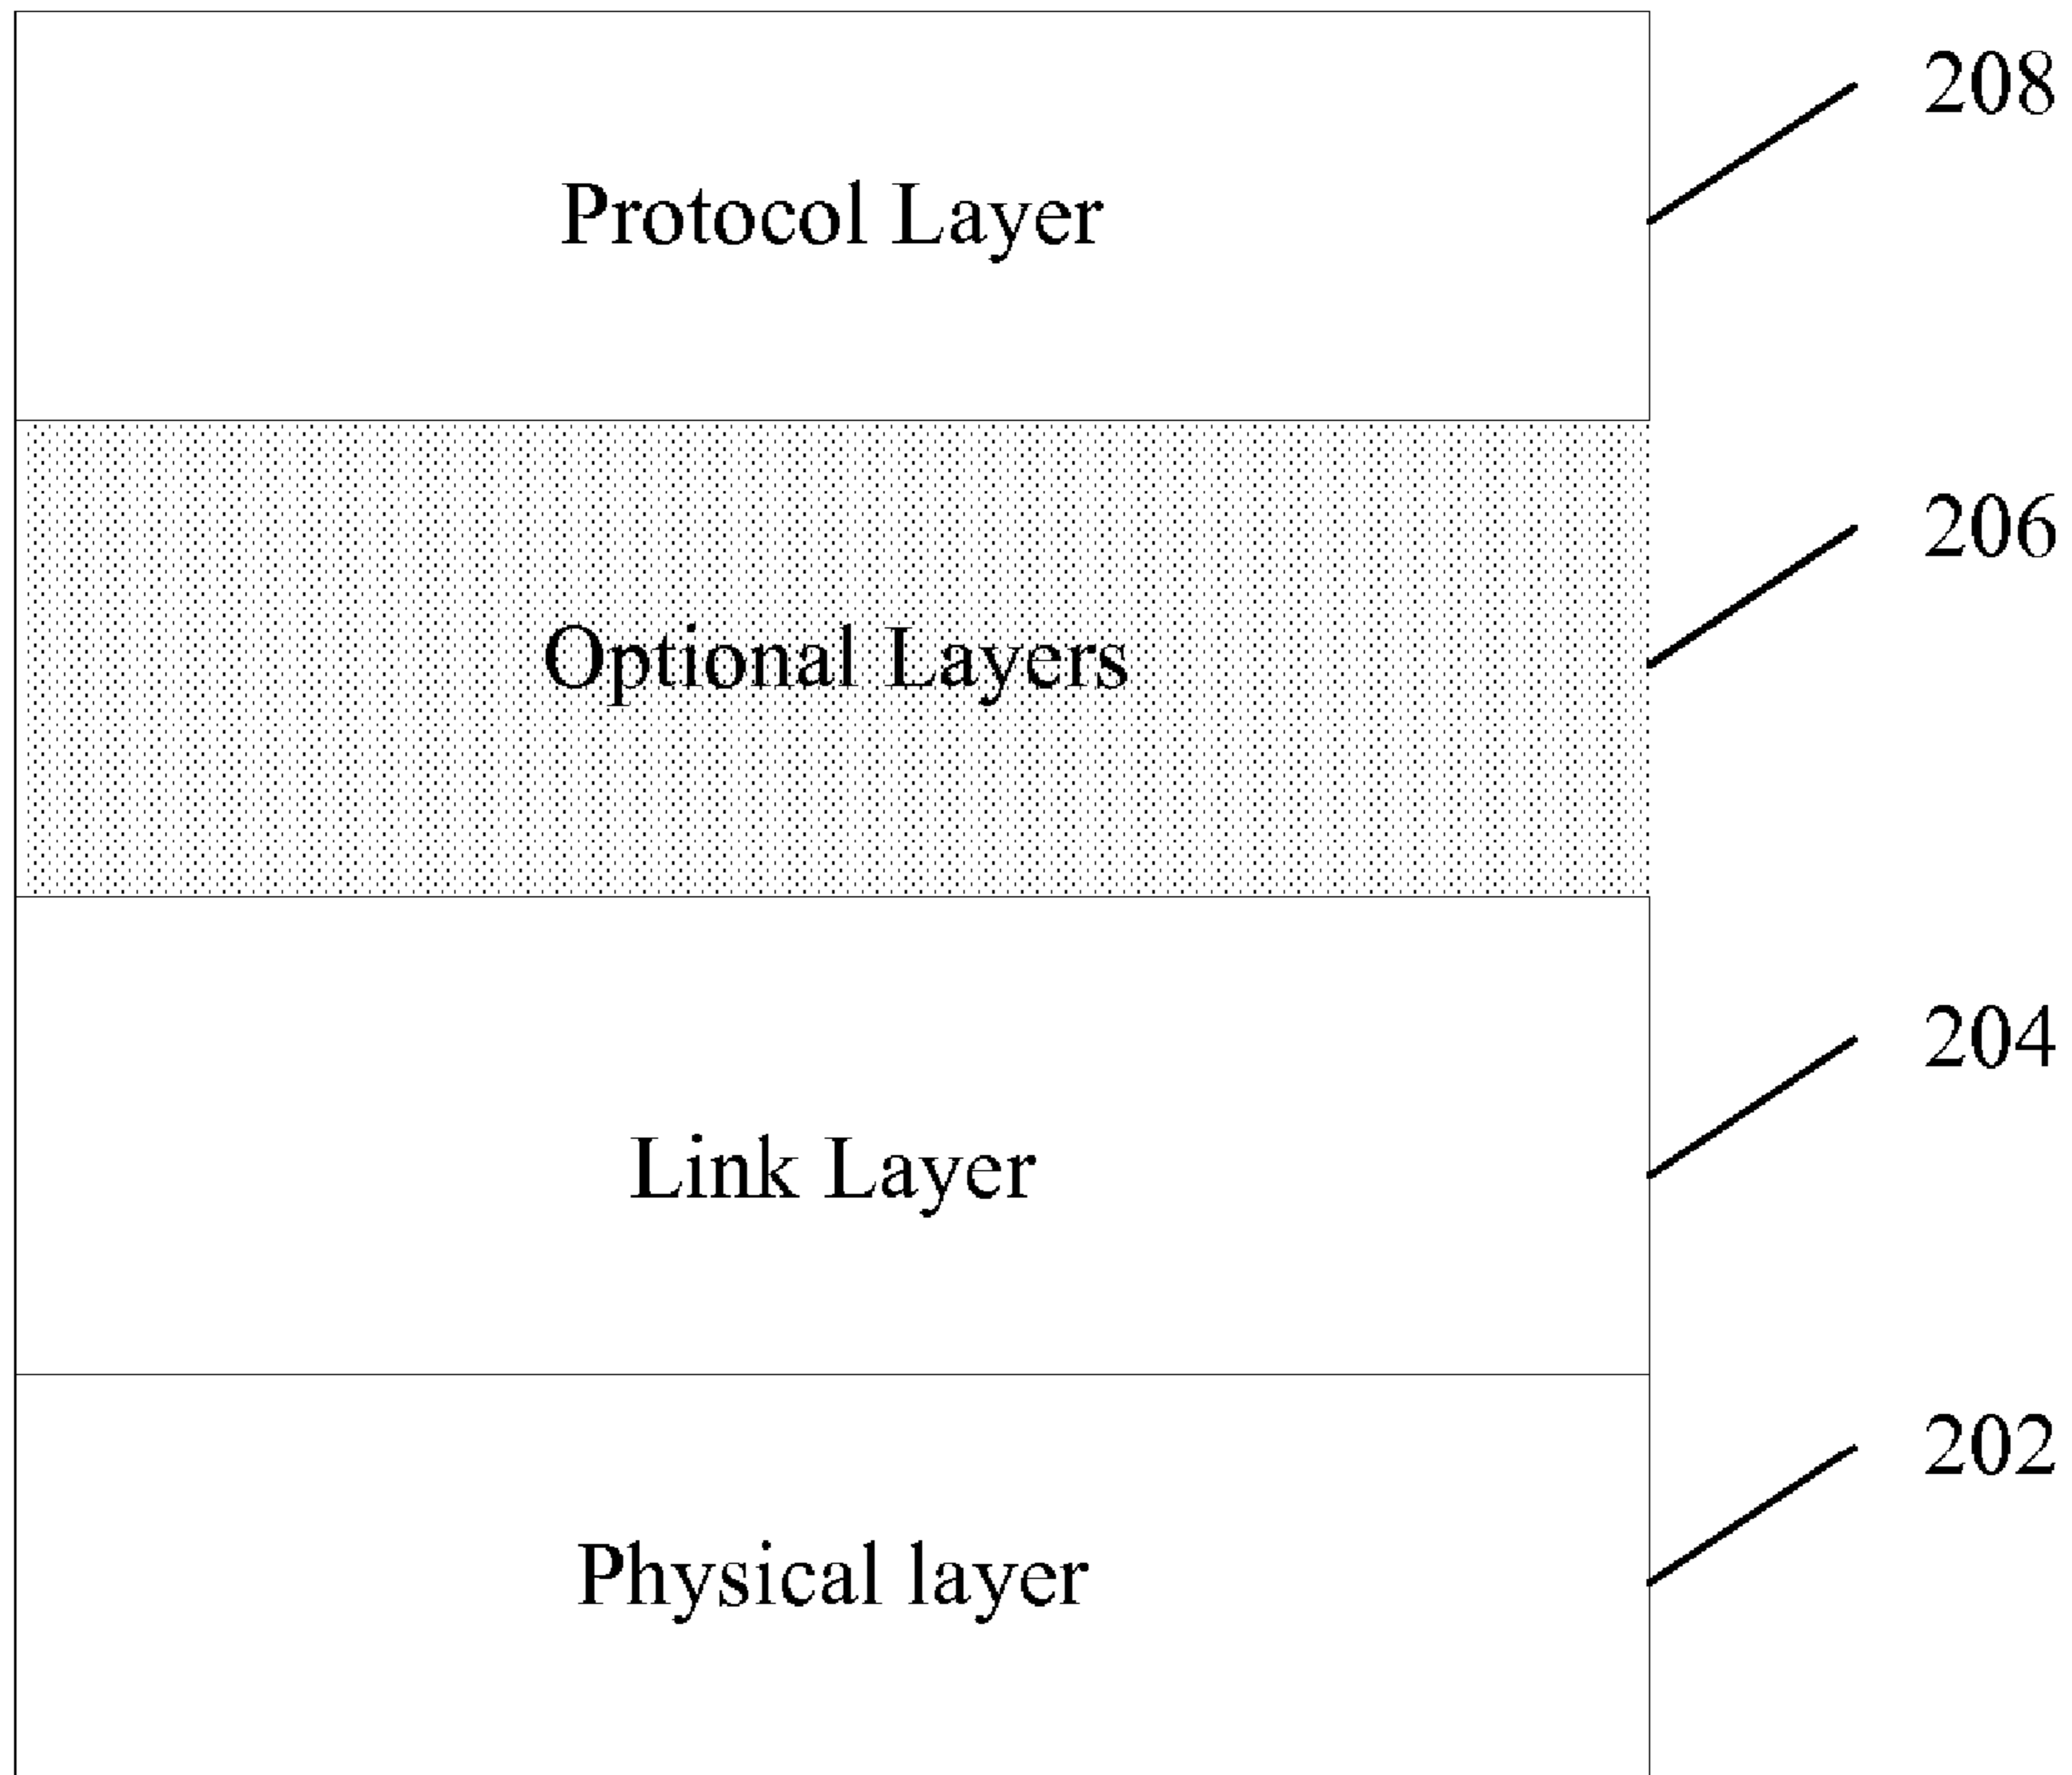 208
Protocol Layer
206
Optional Layers
204
Link Layer
202
Physical layer